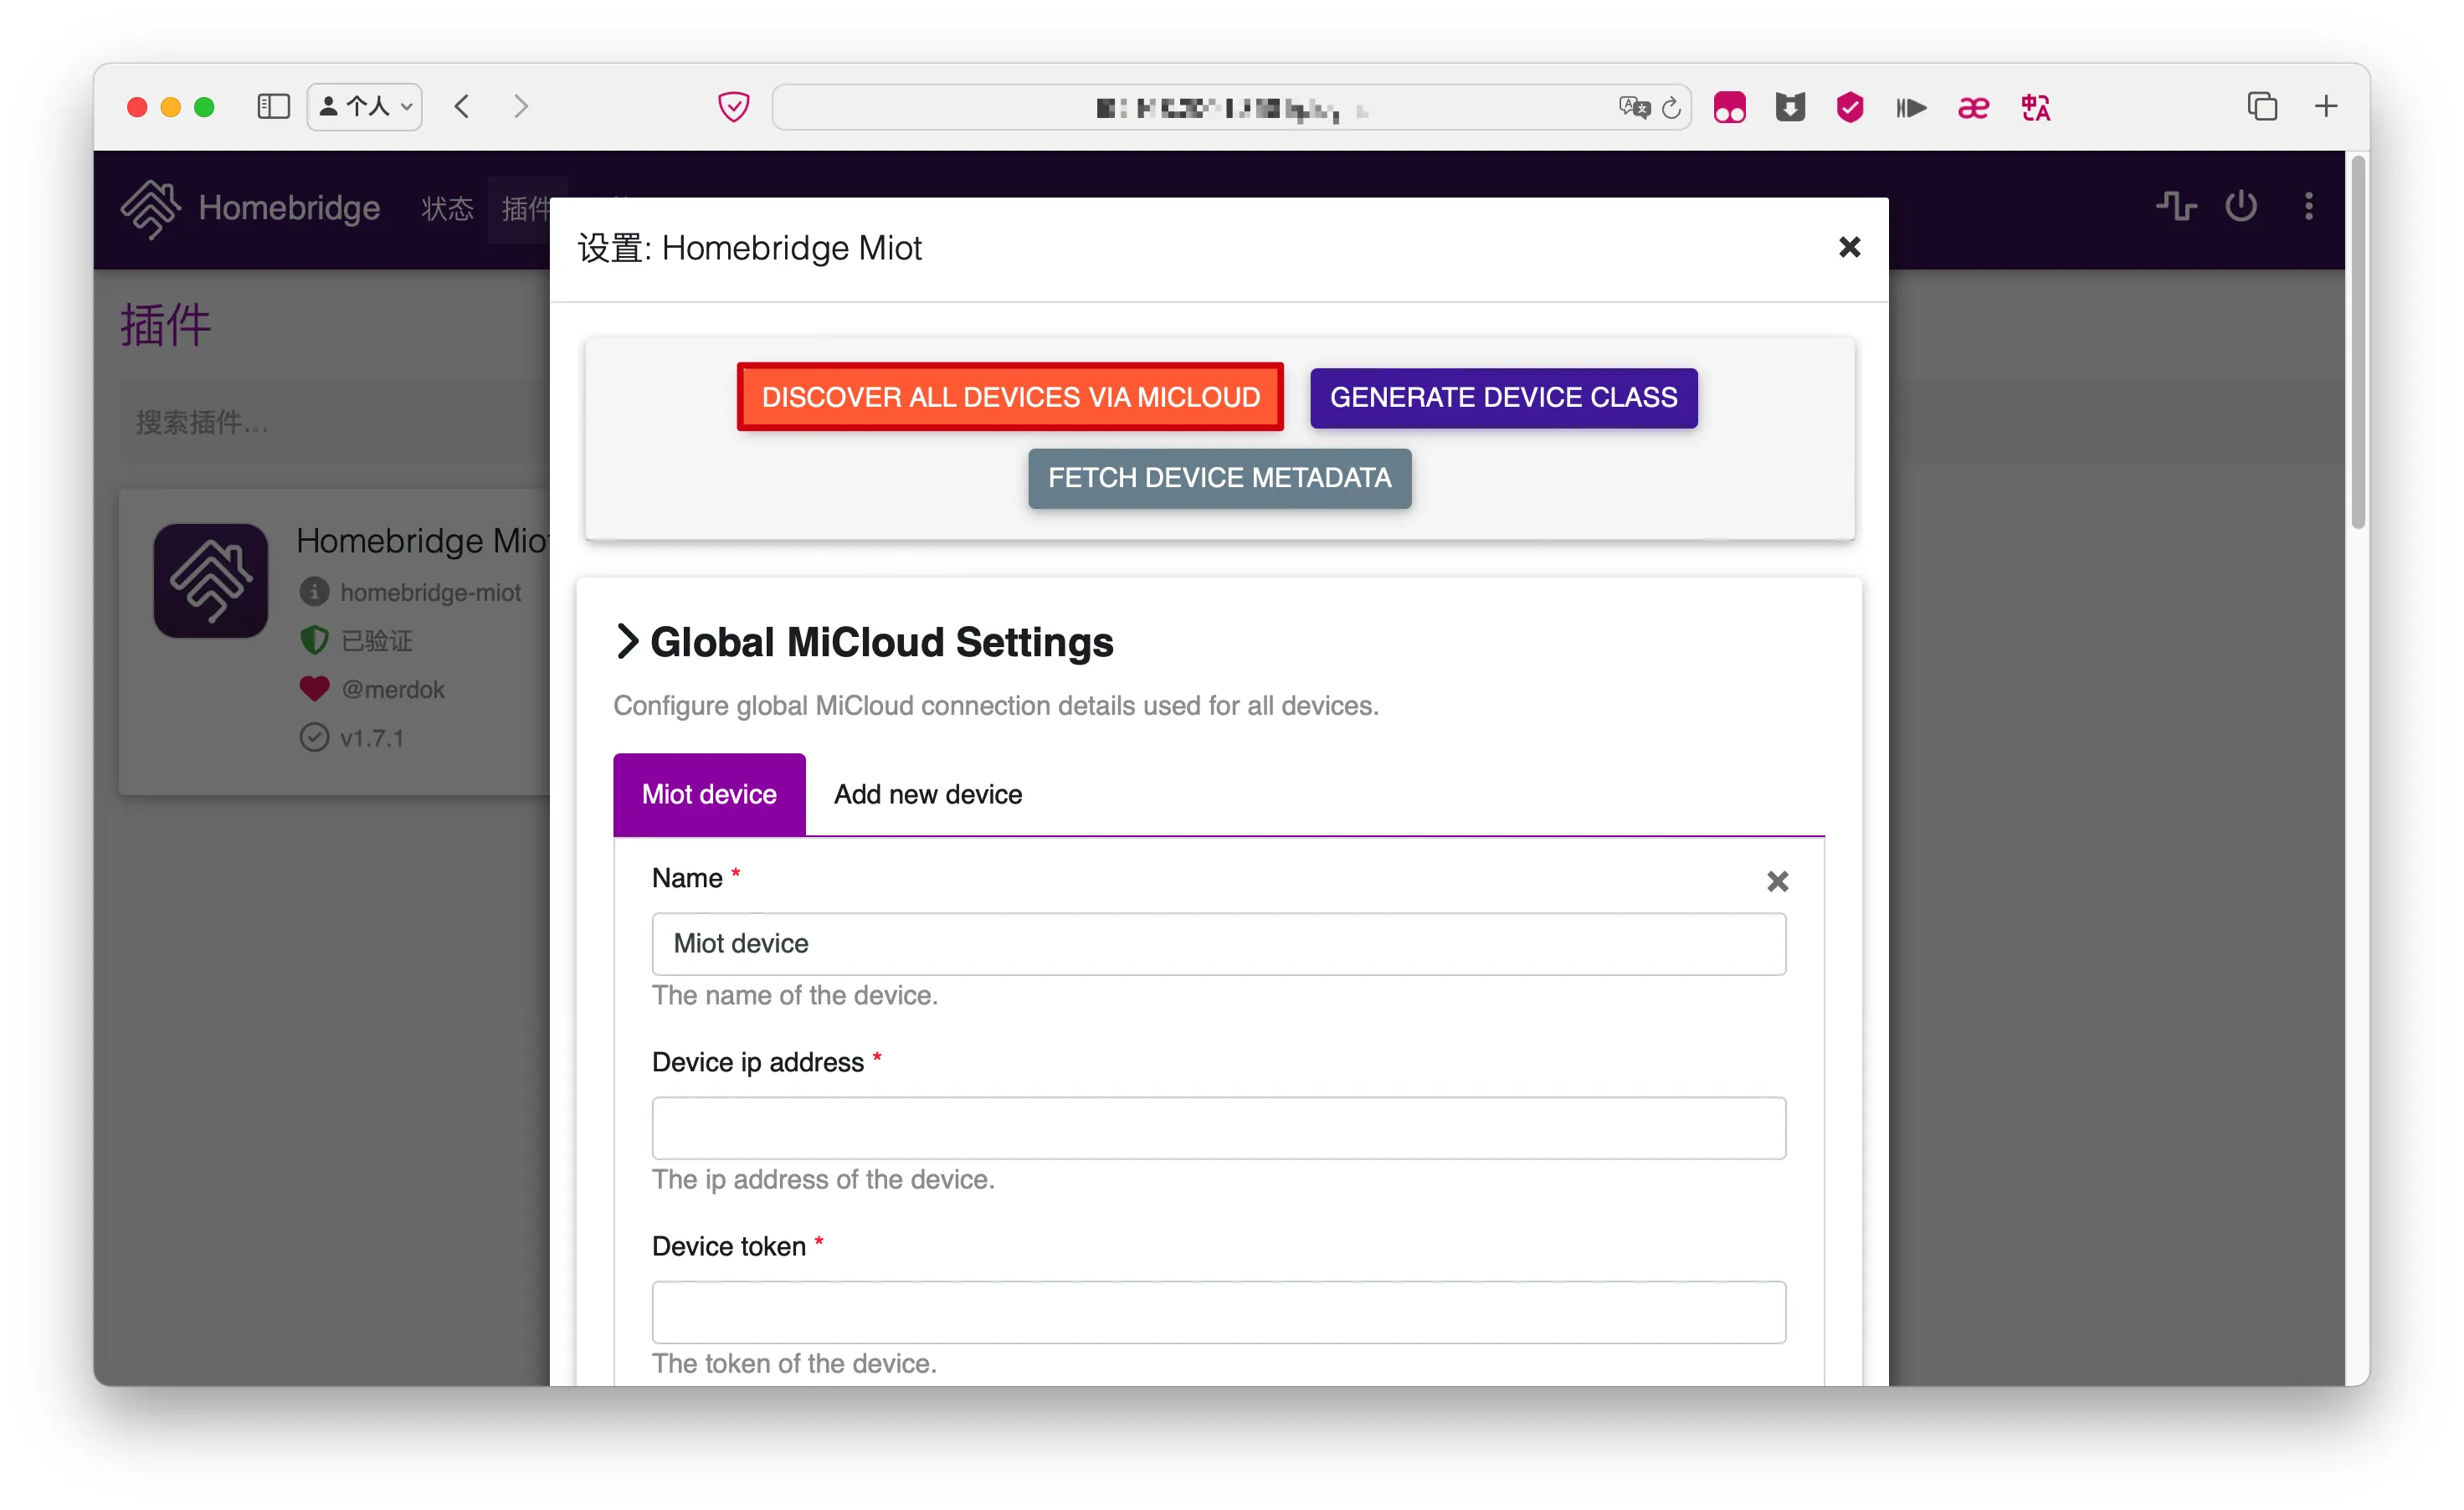 个人
Homebridge
状态
插件
设置: Homebridge Miot
插件
搜索插件...
DISCOVER ALL DEVICES VIA MICLOUD
GENERATE DEVICE CLASS
FETCH DEVICE METADATA
Homebridge Miot
homebridge-miot
已验证
@merdok
v1.7.1
Global MiCloud Settings
Configure global MiCloud connection details used for all devices.
Miot device
Add new device
Name *
Miot device
The name of the device.
Device ip address *
The ip address of the device.
Device token *
The token of the device.